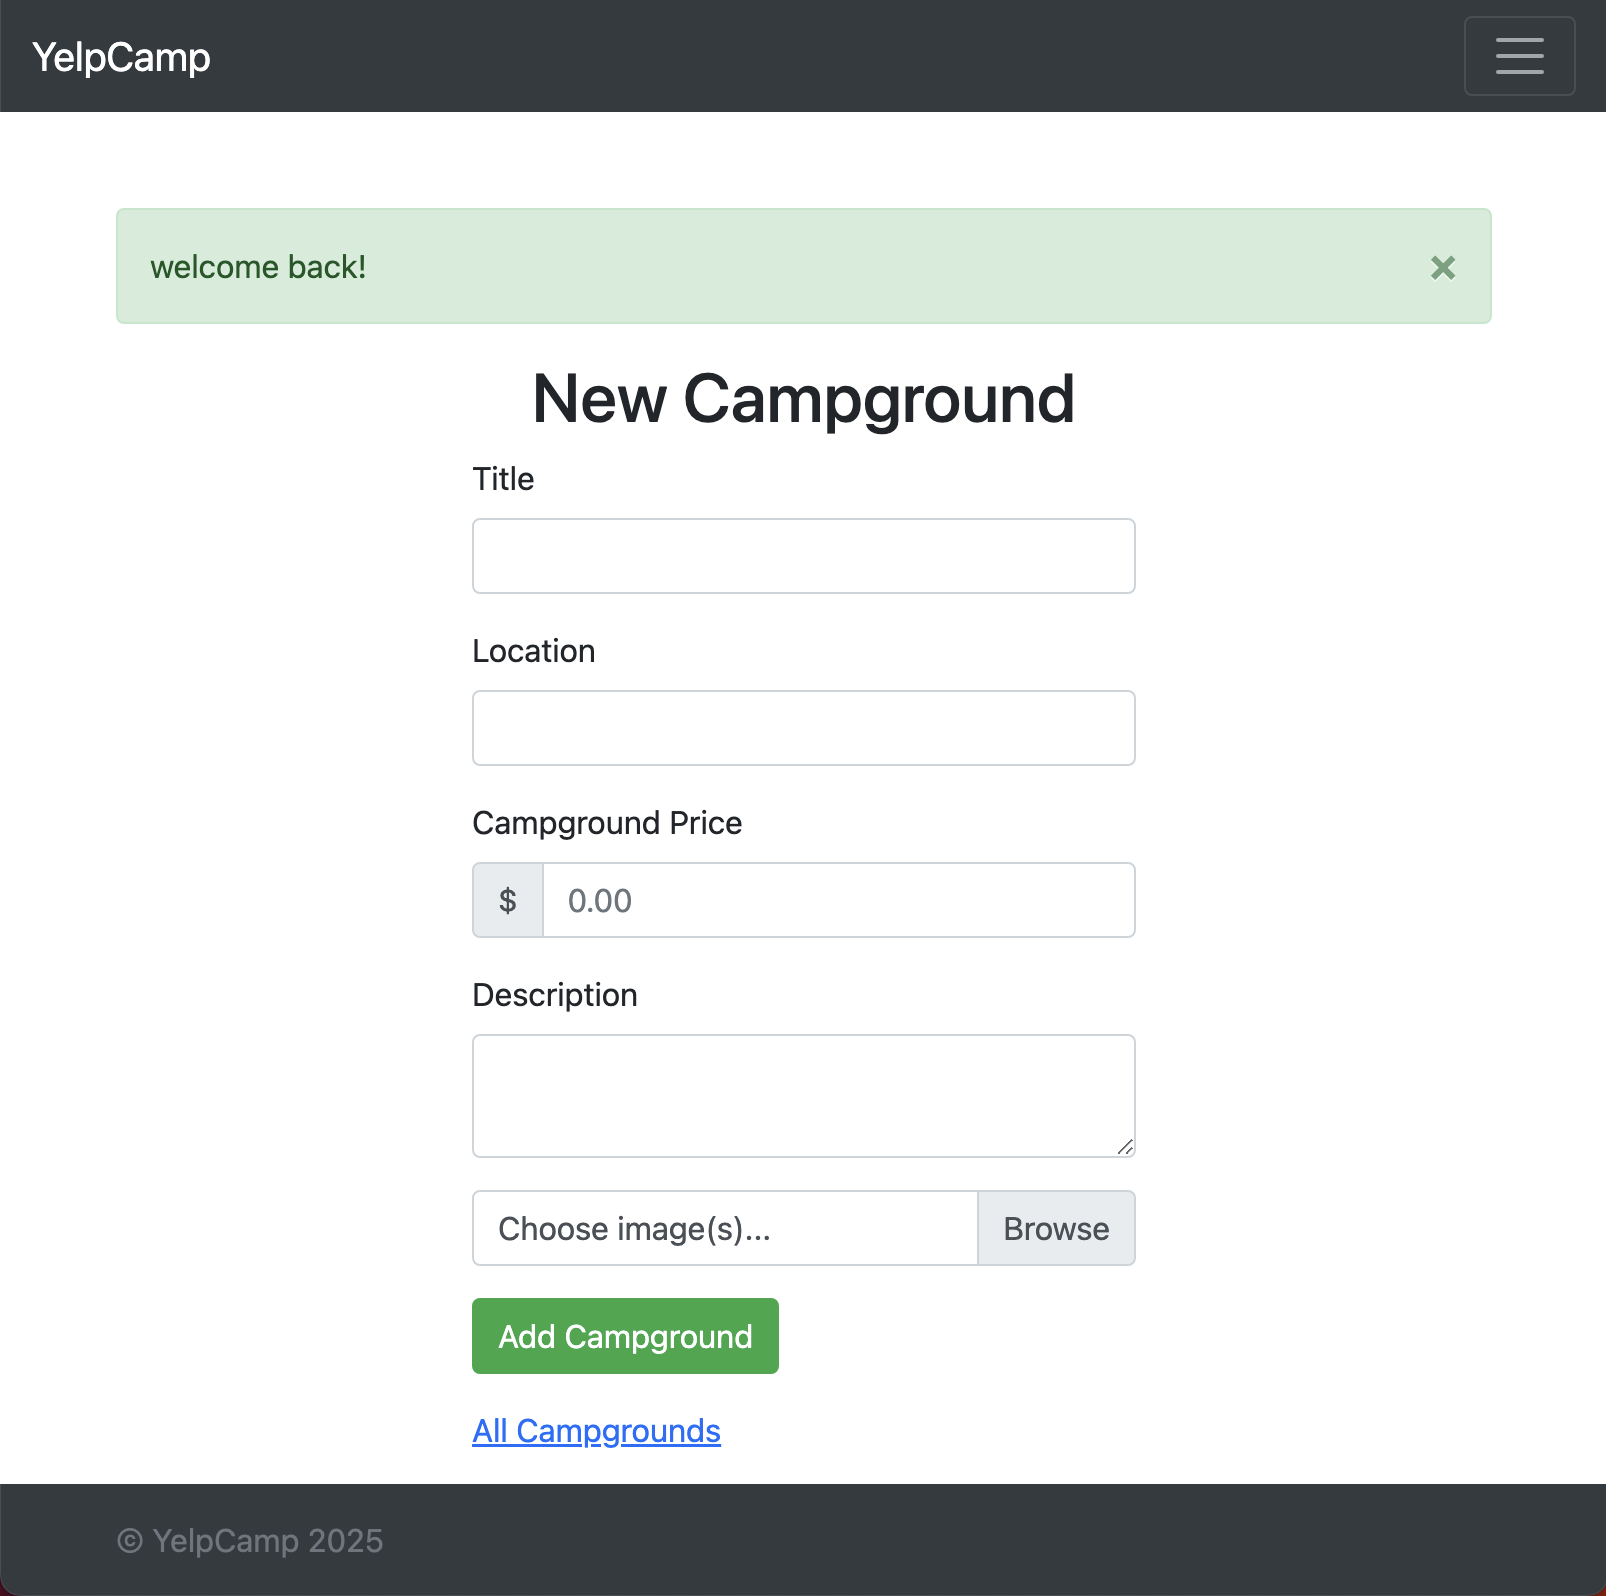 YelpCamp
welcome back! ×
New Campground
Title
Location
Campground Price
$ 0.00
Description
Choose image(s)... Browse
Add Campground
All Campgrounds
© YelpCamp 2025